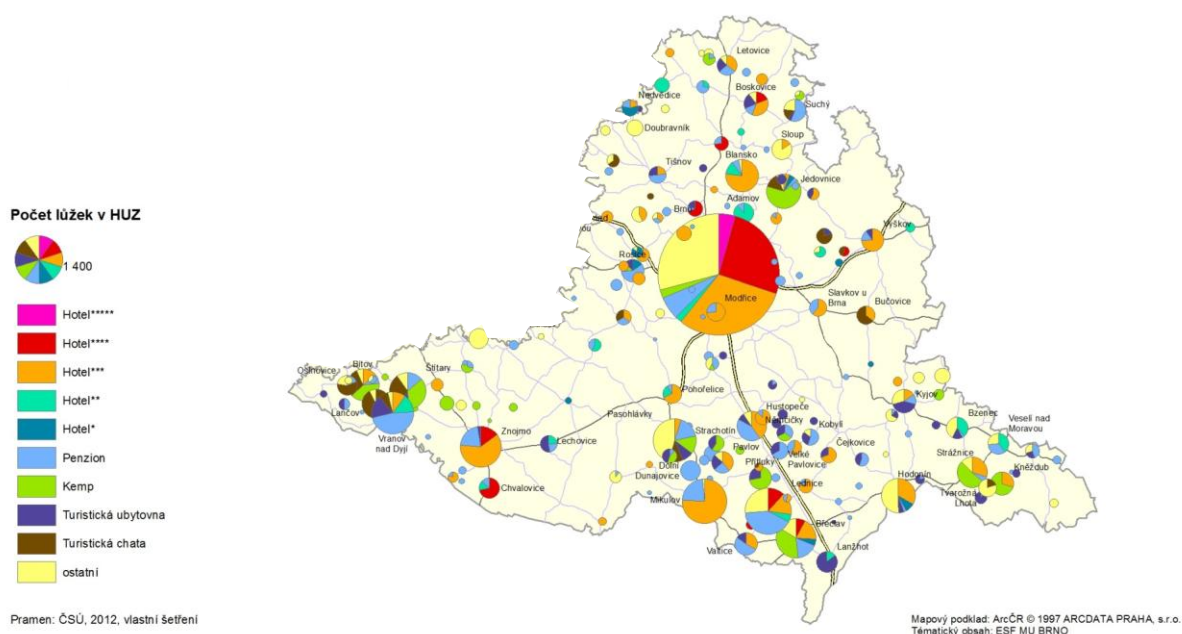 Počet lůžek v HUZ
1 400
Hotel*****
Hotel****
Hotel***
Hotel**
Hotel*
Penzion
Kemp
Turistická ubytovna
Turistická chata
ostatní
Pramen: ČSÚ, 2012, vlastní šetření
Letovice
Boskovice
Nedvědice
Suchý
Doubravník
Sloup
Tišnov
Blansko
Jedovnice
Adamov
Vyškov
Modřice
Slavkov u
Brna
Bučovice
Bítov
Štítary
Lančov
Vranov
nad Dyjí
Pohořelice
Pasohlávky
Hustopeče
Němčičky
Kobylí
Kyjov
Bzenec
Veselí nad
Moravou
Strachotín
Pavlov
Znojmo
Lechovice
Velké
Pavlovice
Čejkovice
Strážnice
Kněždub
Přítluky
Dolní
Dunajovice
Lednice
Hodonín
Tvarožná
Lhota
Chvalovice
Mikulov
Břeclav
Valtice
Lanžhot
Mapový podklad: ArcČR © 1997 ARCDATA PRAHA, s.r.o.
Tématický obsah: ESF MU BRNO